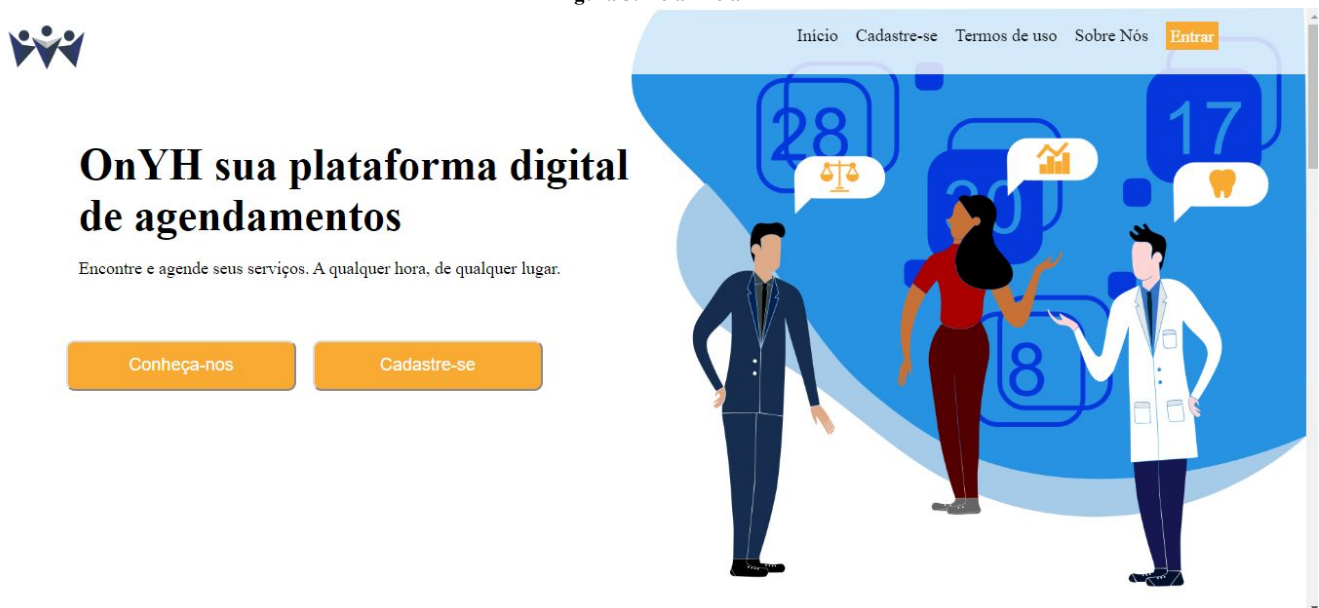 Início Cadastre-se Termos de uso Sobre Nós Entrar
28
17
OnYH sua plataforma digital
de agendamentos
Encontre e agende seus serviços. A qualquer hora, de qualquer lugar.
Conheça-nos Cadastre-se
8